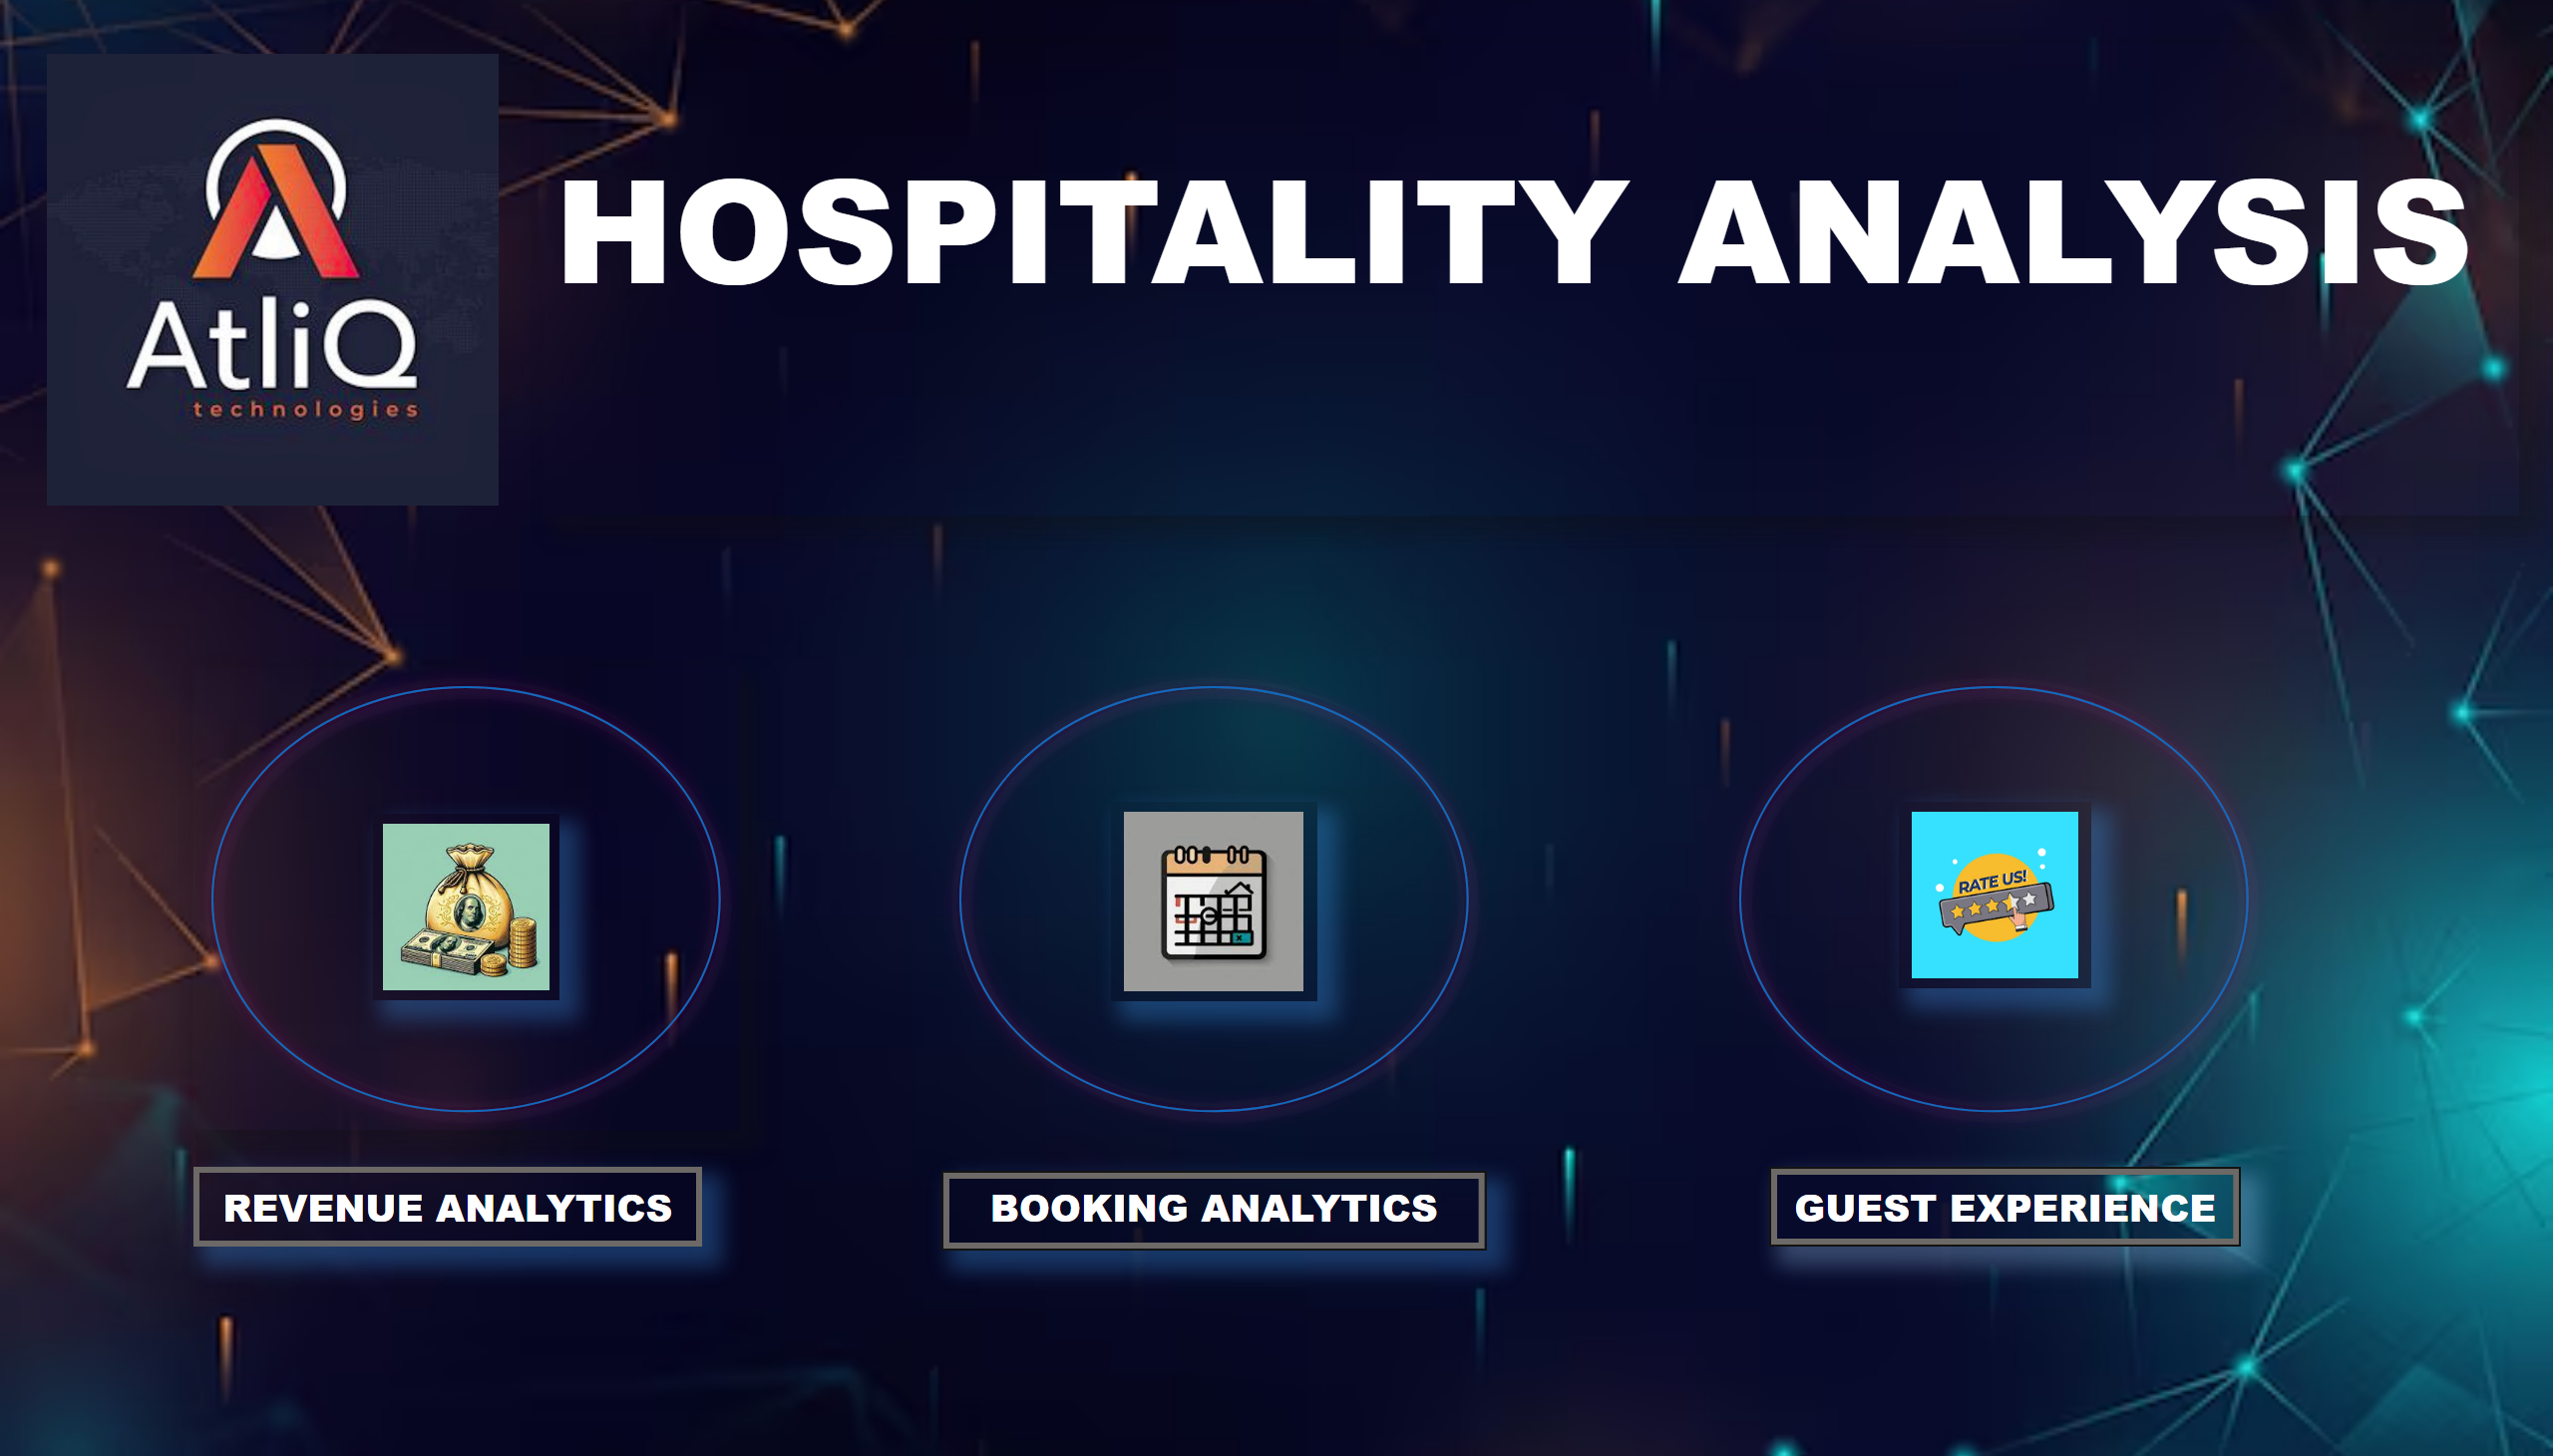 HOSPITALITY ANALYSIS
AtliQ
technologies
RATE US!
REVENUE ANALYTICS
BOOKING ANALYTICS
GUEST EXPERIENCE